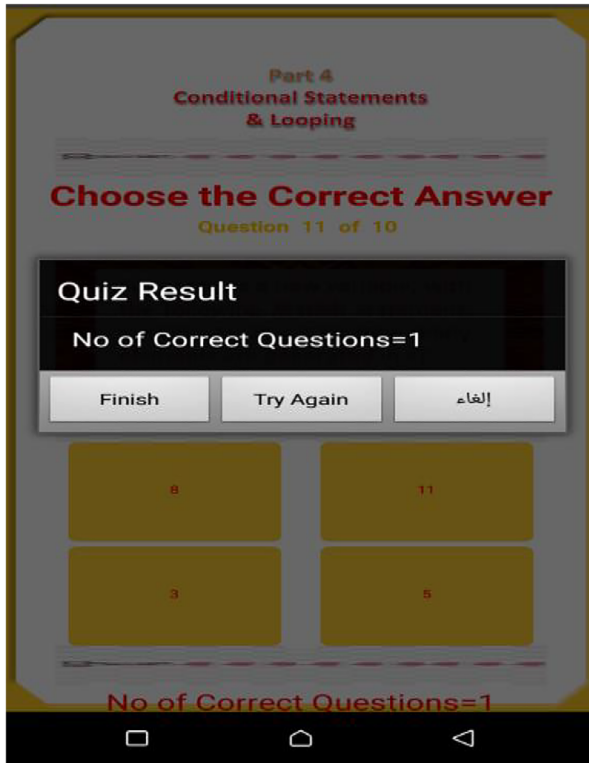 Part 4
Conditional Statements
& Looping
Choose the Correct Answer
Question 11 of 10
Quiz Result
No of Correct Questions=1
Finish
Try Again
إلغاء
8
11
3
5
No of Correct Questions=1